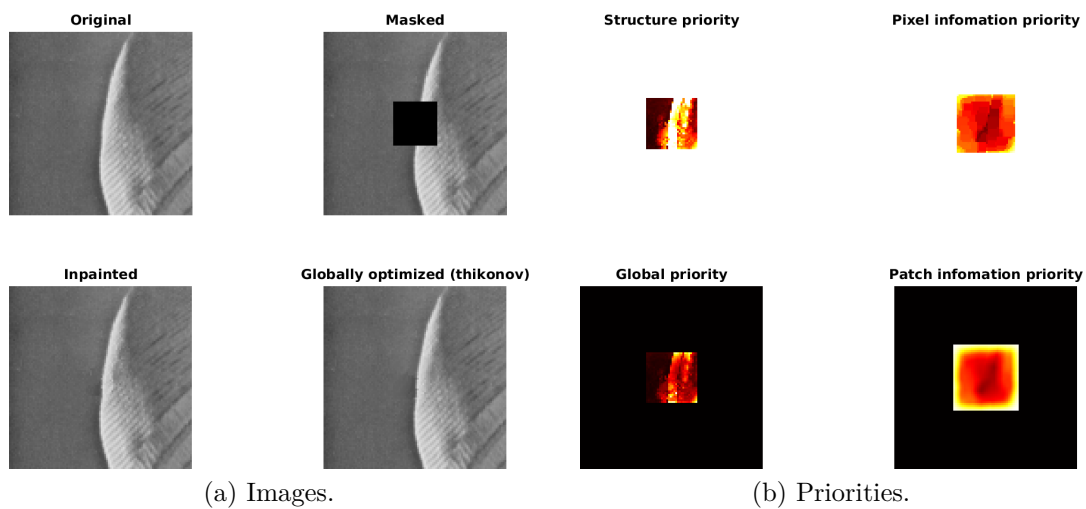 Original
Masked
Structure priority
Pixel infomation priority
Inpainted
Globally optimized (thikonov)
Global priority
Patch infomation priority
(a) Images.
(b) Priorities.